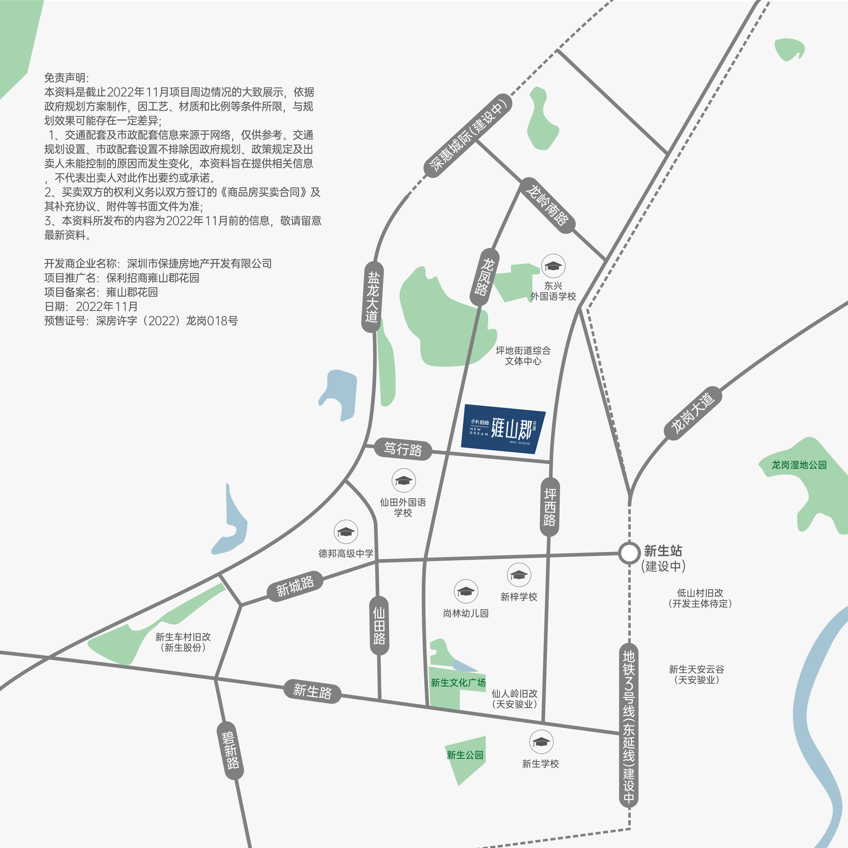 免责声明：
本资料是截止2022年11月项目周边情况的大致展示，依据
政府规划方案制作，因工艺、材质和比例等条件所限，与规
划效果可能存在一定差异；
1、交通配套及市政配套信息来源于网络，仅供参考。交通
规划设置、市政配套设置不排除因政府规划、政策规定及出
卖人未能控制的原因而发生变化，本资料旨在提供相关信息
，不代表出卖人对此作出要约或承诺。
2、买卖双方的权利义务以双方签订的《商品房买卖合同》及
其补充协议、附件等书面文件为准；
3、本资料所发布的内容为2022年11月前的信息，敬请留意
最新资料。
开发商企业名称：深圳市保捷房地产开发有限公司
项目推广名：保利招商雍山郡花园
项目备案名：雍山郡花园
日期：2022年11月
预售证号：深房许字（2022）龙岗018号
深惠城际(建设中)
龙岭南路
龙凤路
盐龙大道
东兴
外国语学校
坪地街道综合
文体中心
雍山郡
龙岗大道
笃行路
龙岗湿地公园
仙田外国语
学校
坪西路
德邦高级中学
新生站
(建设中)
新城路
新梓学校
尚林幼儿园
低山村旧改
（开发主体待定）
仙田路
新生车村旧改
（新生股份）
新生天安云谷
（天安骏业）
新生文化广场
新生路
仙人岭旧改
（天安骏业）
地铁3号线(东延线)建设中
碧新路
新生公园
新生学校